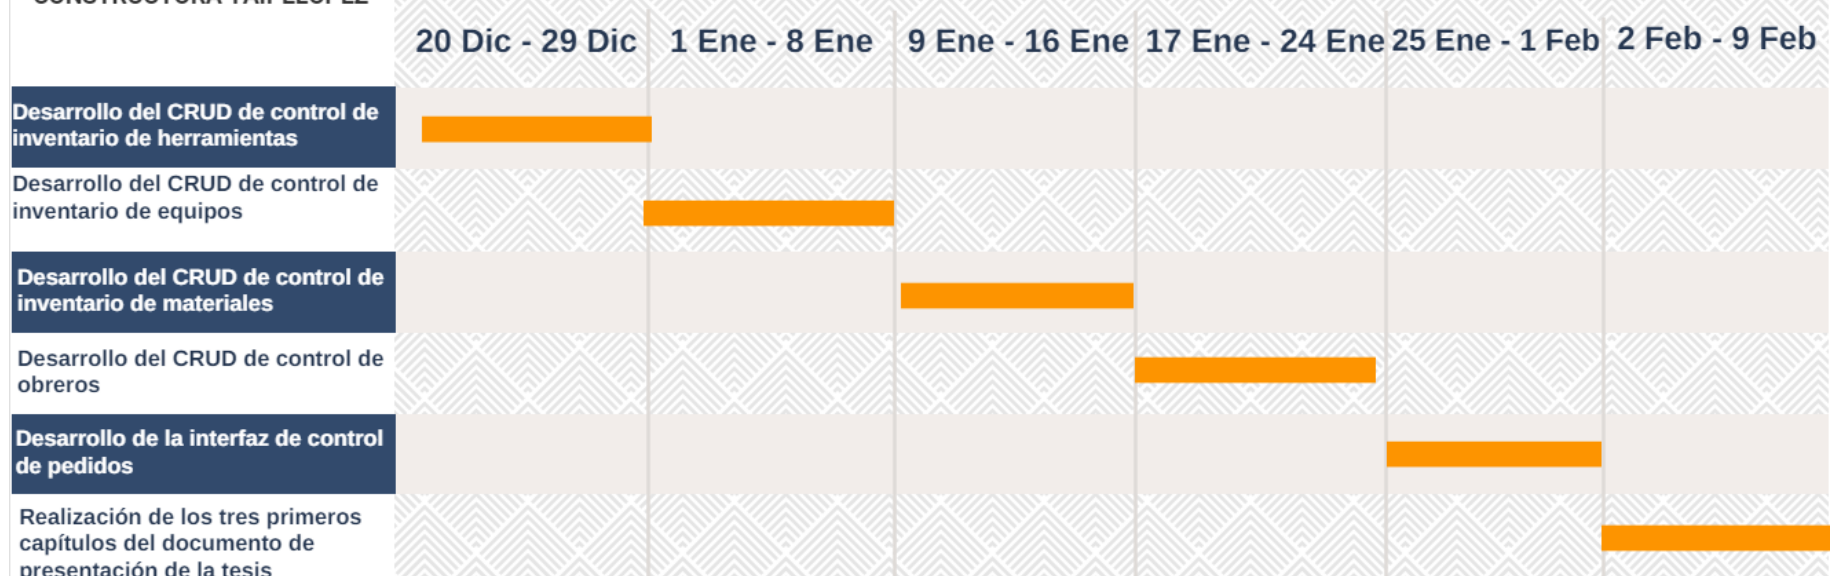 CONSTRUCTORA
20 Dic - 29 Dic 1 Ene - 8 Ene 9 Ene - 16 Ene 17 Ene - 24 Ene 25 Ene - 1 Feb 2 Feb - 9 Feb
Desarrollo del CRUD de control de
inventario de herramientas
Desarrollo del CRUD de control de
inventario de equipos
Desarrollo del CRUD de control de
inventario de materiales
Desarrollo del CRUD de control de
obreros
Desarrollo de la interfaz de control
de pedidos
Realización de los tres primeros
capítulos del documento de
presentación de la tesis